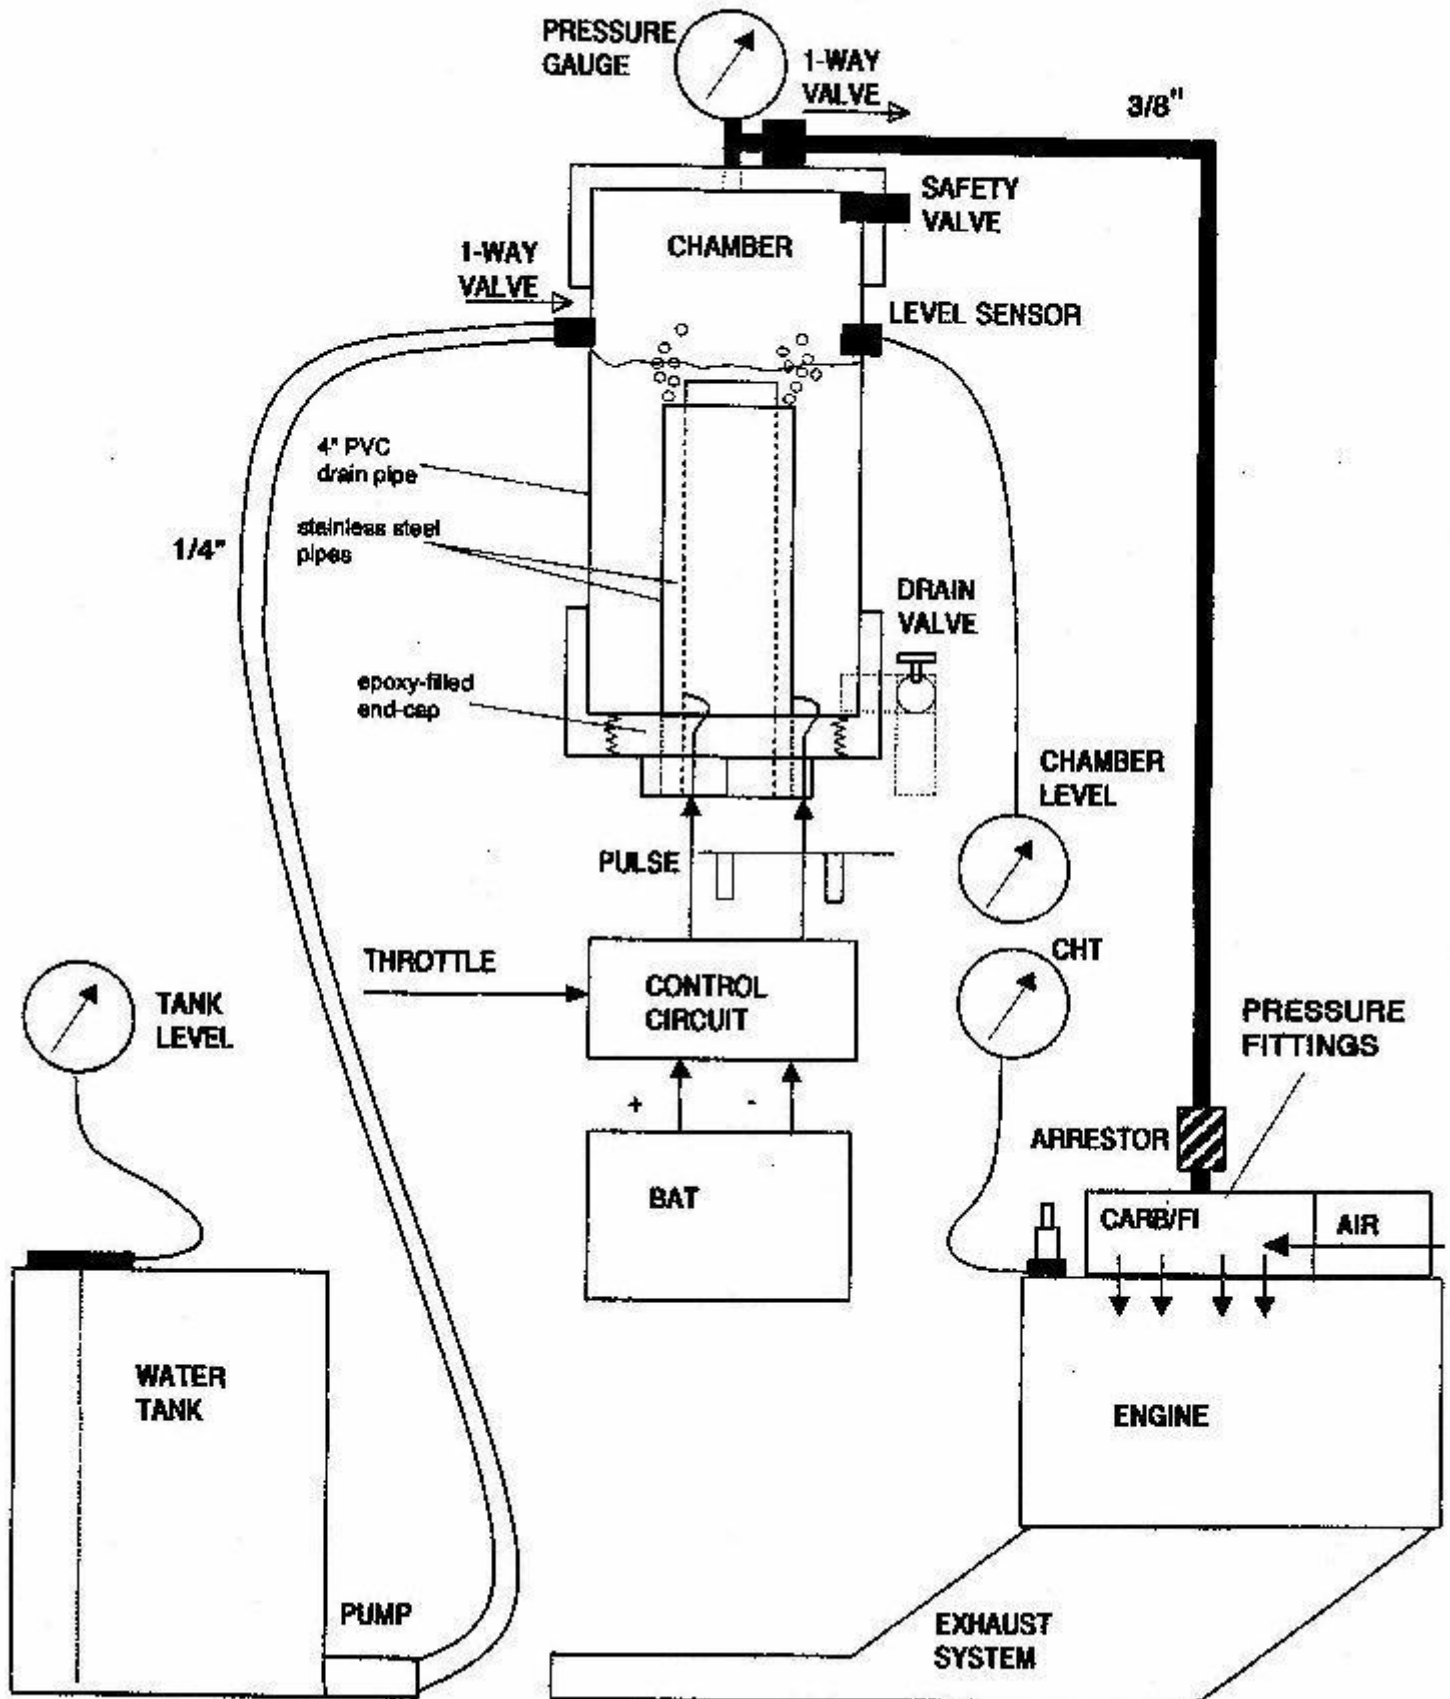 PRESSURE
GAUGE
1-WAY
VALVE
3/8"
SAFETY
VALVE
CHAMBER
1-WAY
VALVE
LEVEL SENSOR
4" PVC
drain pipe
1/4"
stainless steel
pipes
DRAIN
VALVE
epoxy-filled
end-cap
CHAMBER
LEVEL
PULSE
THROTTLE
CONTROL
CIRCUIT
CHT
TANK
LEVEL
PRESSURE
FITTINGS
+ -
ARRESTOR
BAT
CARB/FI
AIR
WATER
TANK
ENGINE
PUMP
EXHAUST
SYSTEM